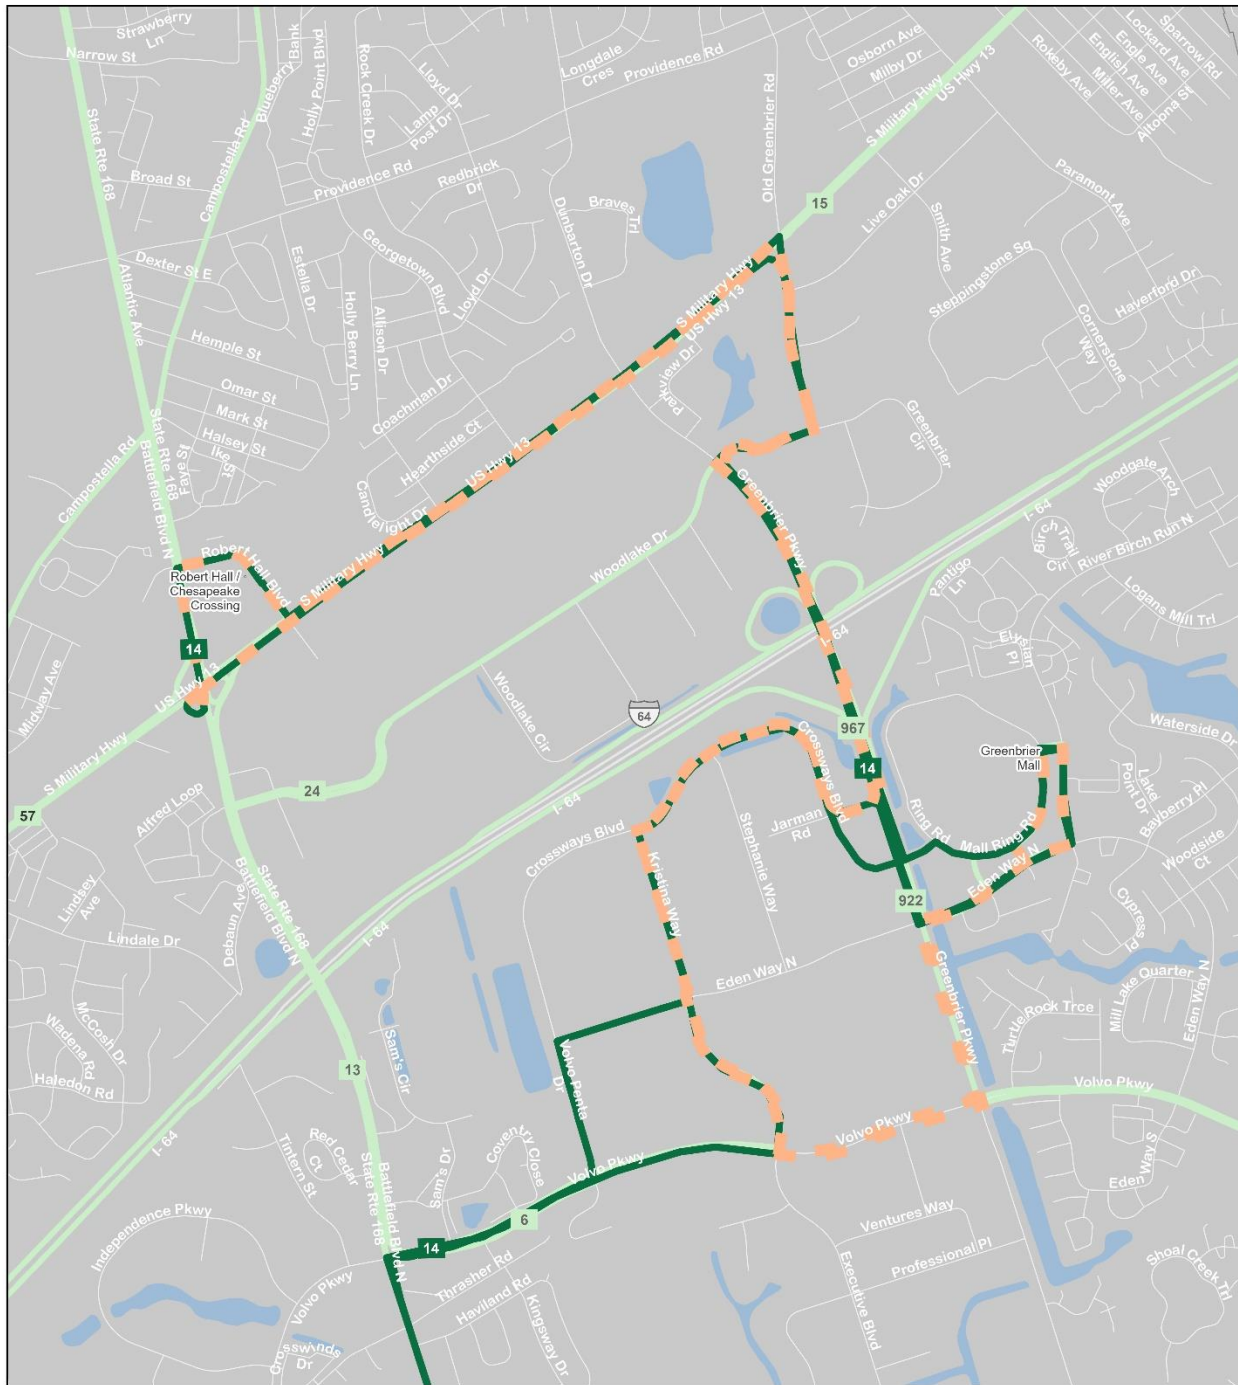 Strawberry
Ln
Narrow St
Blueberry Bank
Holly Point Blvd
Rock Creek Dr
Lloyd Dr
Lamp
Post Dr
Longdale
Cres
Providence Rd
Osborn Ave
Milby Dr
S Military Hwy
US Hwy 13
Rokeby Ave
Sparrow Rd
Lockard Ave
Engle Ave
English Ave
Miller Ave
Altoona St
State Rte 168
Campostella Rd
Old Greenbrier Rd
Broad St
Providence Rd
Redbrick
Dr
Braves
Trl
Dunbarton Dr
15
Live Oak Dr
Smith Ave
Paramont Ave
Steppingstone Sq
Haverford Dr
Cornerstone
Way
Dexter St E
Atlantic Ave
Estella Dr
Georgetown Blvd
Lloyd Dr
Holly Berry Ln
Allison Dr
S Military Hwy
US Hwy 13
Parkview Dr
Hemple St
Omar St
Mark St
Halsey St
Ike St
Faye St
Coachman Dr
Hearthside Ct
US Hwy 13
Candlelight Dr
Greenbrier
Cir
State Rte 168
Battlefield Blvd N
Campostella Rd
Greenbrier Pkwy
Woodgate Arch
I- 64
Birch Trail
Cir
River Birch Run N
Robert Hall Blvd
Robert Hall /
Chesapeake
Crossing
S Military Hwy
Woodlake Dr
Pantigo
Ln
Logans Mill Trl
I- 64
Elysian
Pl
14
Midway Ave
US Hwy 13
Woodlake Cir
64
967
Waterside Dr
S Military Hwy
Greenbrier
Mall
14
Crossways Blvd
Lake
Point Dr
Bayberry Pl
24
57
Alfred Loop
I- 64
Jarman
Rd
Ring Rd
Mall Ring Rd
Woodside
Ct
Crossways Blvd
Stephanie Way
Kristina Way
Eden Way N
922
Cypress Pl
Lindsey
Ave
Lindale Dr
Debaun Ave
State Rte 168
Battlefield Blvd N
I- 64
Eden Way N
Greenbrier Pkwy
Mill Lake Quarter
Eden Way N
Turtle Rock Trce
McCosh Dr
Wadena Rd
Haledon Rd
Sam's Cir
13
Volvo Penta
Dr
Volvo Pkwy
I- 64
Tintern St
Red Cedar
Ct
Sam's Dr
Coventry Close
Volvo Pkwy
Volvo Pkwy
Eden Way S
Battlefield Blvd N
State Rte 168
6
14
Independence Pkwy
Volvo Pkwy
Thrasher Rd
Haviland Rd
Kingsway Dr
Ventures Way
Professional Pl
Executive Blvd
Shoal Creek Trl
Crosswinds
Dr